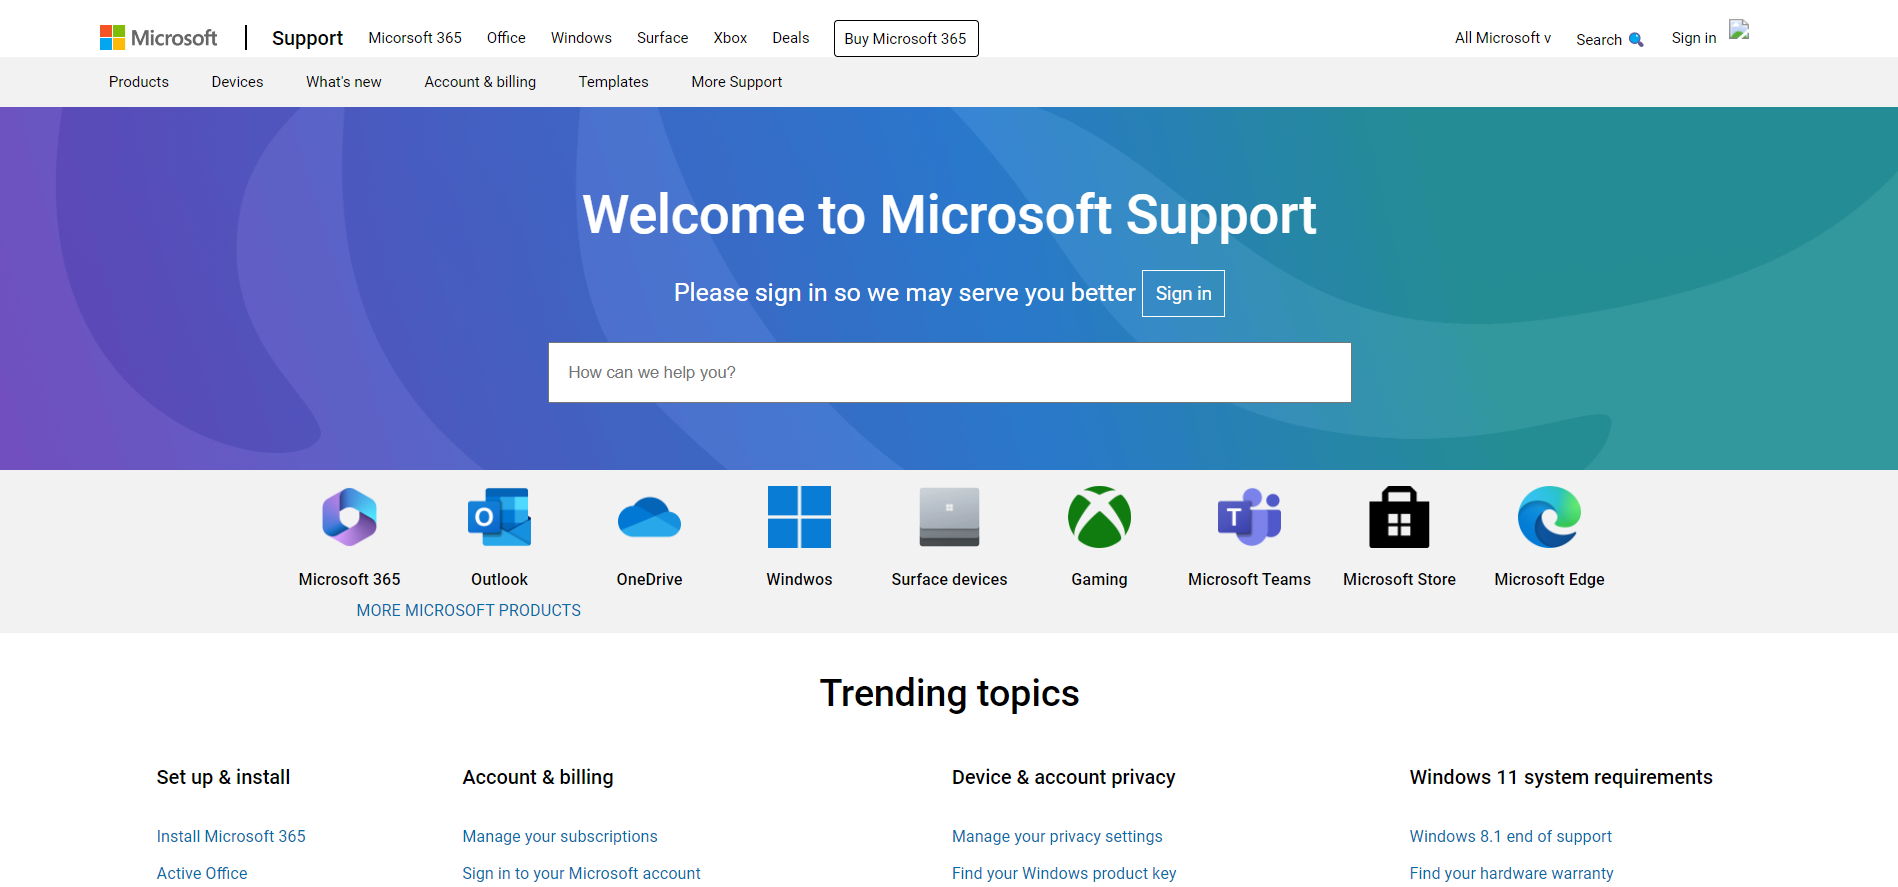 Microsoft | Support Micorsoft 365 Office Windows Surface Xbox Deals Buy Microsoft 365 All Microsoft v Search Sign in
Products Devices What's new Account & billing Templates More Support
Welcome to Microsoft Support
Please sign in so we may serve you better Sign in
How can we help you?
Microsoft 365 Outlook OneDrive Windwos Surface devices Gaming Microsoft Teams Microsoft Store Microsoft Edge
MORE MICROSOFT PRODUCTS
Trending topics
Set up & install Account & billing Device & account privacy Windows 11 system requirements
Install Microsoft 365 Manage your subscriptions Manage your privacy settings Windows 8.1 end of support
Active Office Sign in to your Microsoft account Find your Windows product key Find your hardware warranty